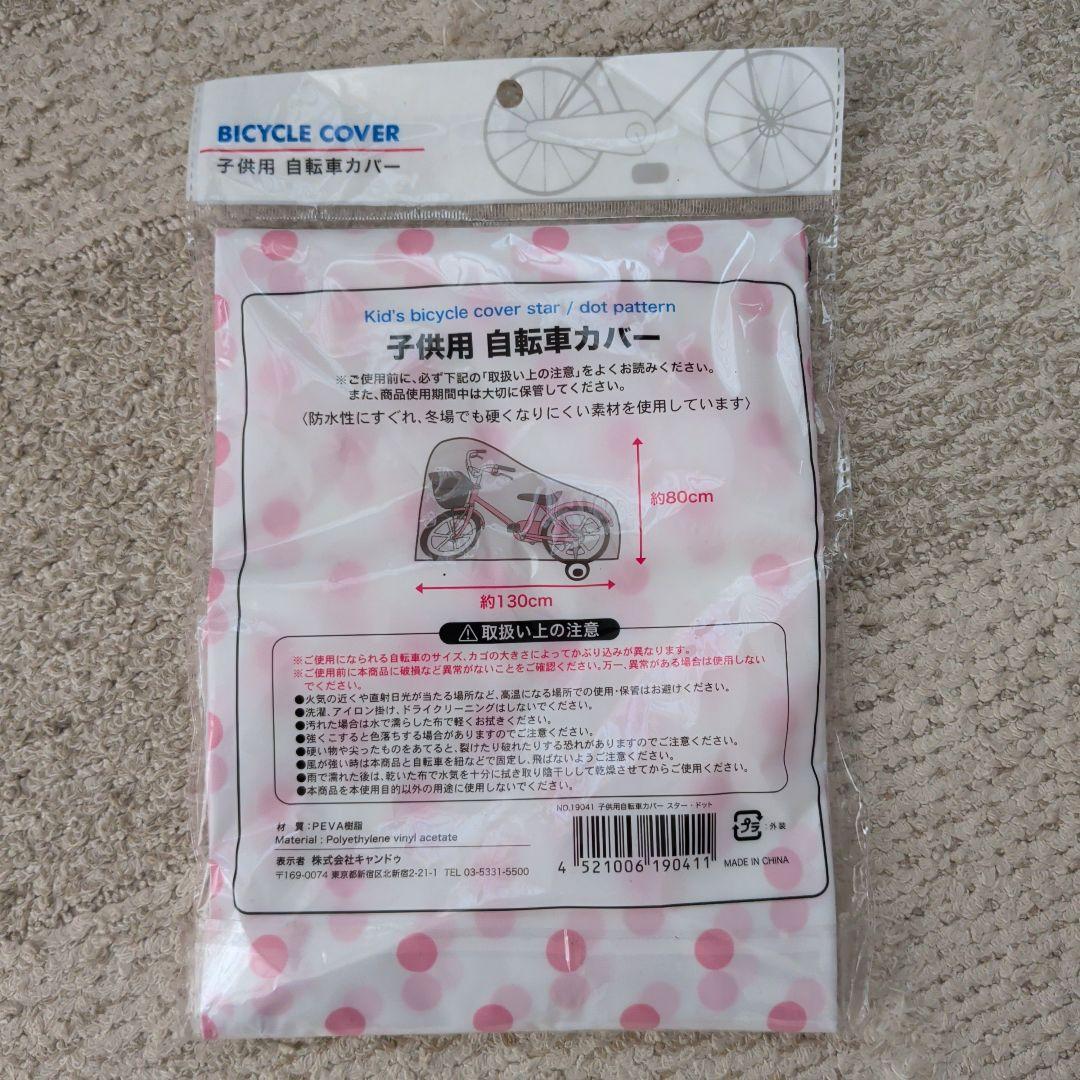 BICYCLE COVER
子供用 自転車カバー
Kid's bicycle cover star / dot pattern
子供用 自転車カバー
※ご使用前に、必ず下記の「取扱い上の注意」をよくお読みください。
また、商品使用期間中は大切に保管してください。
〈防水性にすぐれ、冬場でも硬くなりにくい素材を使用しています〉
約80cm
約130cm
取扱い上の注意
※ご使用になられる自転車のサイズ、カゴの大きさによってかぶり込みが異なります。
※ご使用前に本商品に破損など異常がないことをご確認ください。万一、異常がある場合は使用しない
でください。
●火気の近くや直射日光が当たる場所など、高温になる場所での使用・保管はお避けください。
●洗濯、アイロン掛け、ドライクリーニングはしないでください。
●汚れた場合は水で濡らした布で軽くお拭きください。
●強くこすると色落ちする場合がありますのでご注意ください。
●硬い物や尖ったものをあてると、裂けたり破れたりする恐れがありますのでご注意ください。
●風が強い時は本商品と自転車を紐などで固定し、飛ばないようご注意ください。
●雨で濡れた後は、乾いた布で水気を十分に拭き取り陰干しして乾燥させてからご使用ください。
●本商品を本使用目的以外の用途に使用しないでください。
NO.19041 子供用自転車カバー スター・ドット
材 質：PEVA樹脂
Material : Polyethylene vinyl acetate
表示者 株式会社キャンドゥ
〒169-0074 東京都新宿区北新宿2-21-1 TEL 03-5331-5500
4 521006 190411
プラ ：外装
MADE IN CHINA